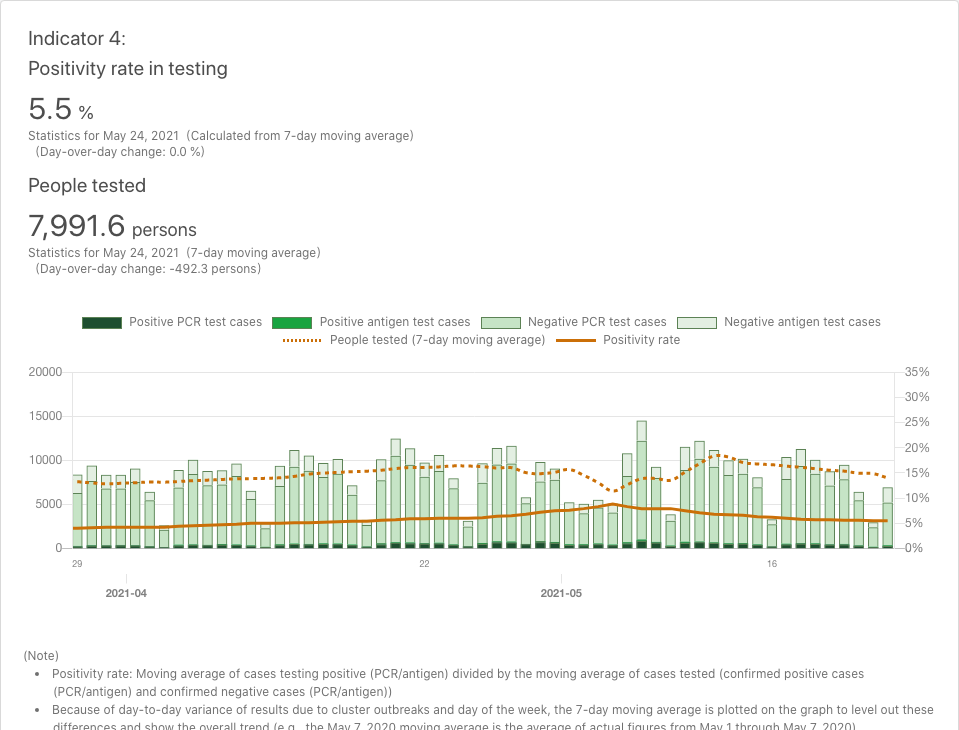 Indicator 4:
Positivity rate in testing
5.5 %
Statistics for May 24, 2021 (Calculated from 7-day moving average)
(Day-over-day change: 0.0 %)
People tested
7,991.6 persons
Statistics for May 24, 2021 (7-day moving average)
(Day-over-day change: -492.3 persons)
Positive PCR test cases Positive antigen test cases Negative PCR test cases Negative antigen test cases
People tested (7-day moving average) Positivity rate
20000 35%
30%
15000 25%
20%
10000 15%
10%
5000 5%
0 0%
29 22 16
2021-04 2021-05
(Note)
• Positivity rate: Moving average of cases testing positive (PCR/antigen) divided by the moving average of cases tested (confirmed positive cases
(PCR/antigen) and confirmed negative cases (PCR/antigen))
• Because of day-to-day variance of results due to cluster outbreaks and day of the week, the 7-day moving average is plotted on the graph to level out these
differences and show the overall trend (e.g., the May 7, 2020 moving average is the average of actual figures from May 1 through May 7, 2020)